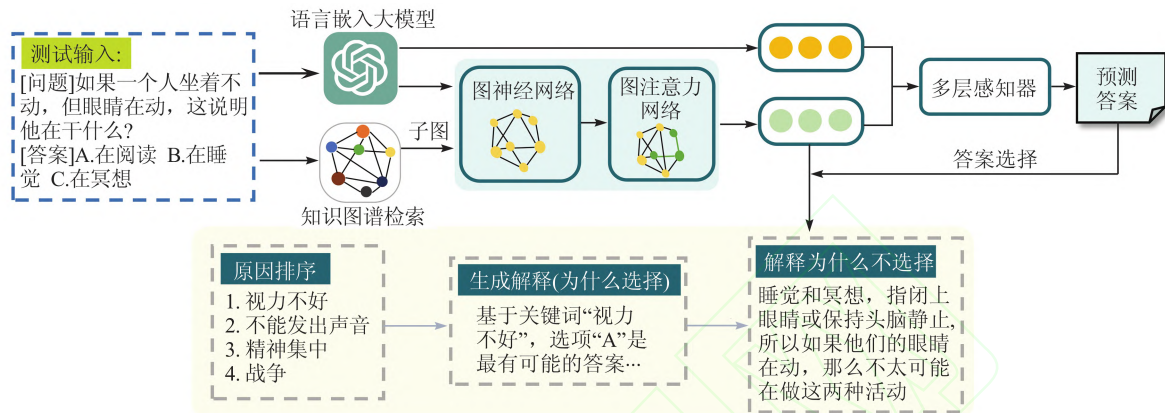 语言嵌入大模型
测试输入:
[问题]如果一个人坐着不
动，但眼睛在动，这说明
他在干什么?
[答案]A.在阅读 B.在睡
觉 C.在冥想
子图
知识图谱检索
图神经网络
图注意力
网络
多层感知器
预测
答案
答案选择
原因排序
1. 视力不好
2. 不能发出声音
3. 精神集中
4. 战争
生成解释(为什么选择)
基于关键词“视力
不好”，选项“A”是
最有可能的答案…
解释为什么不选择
睡觉和冥想，指闭上
眼睛或保持头脑静止，
所以如果他们的眼睛
在动，那么不太可能
在做这两种活动